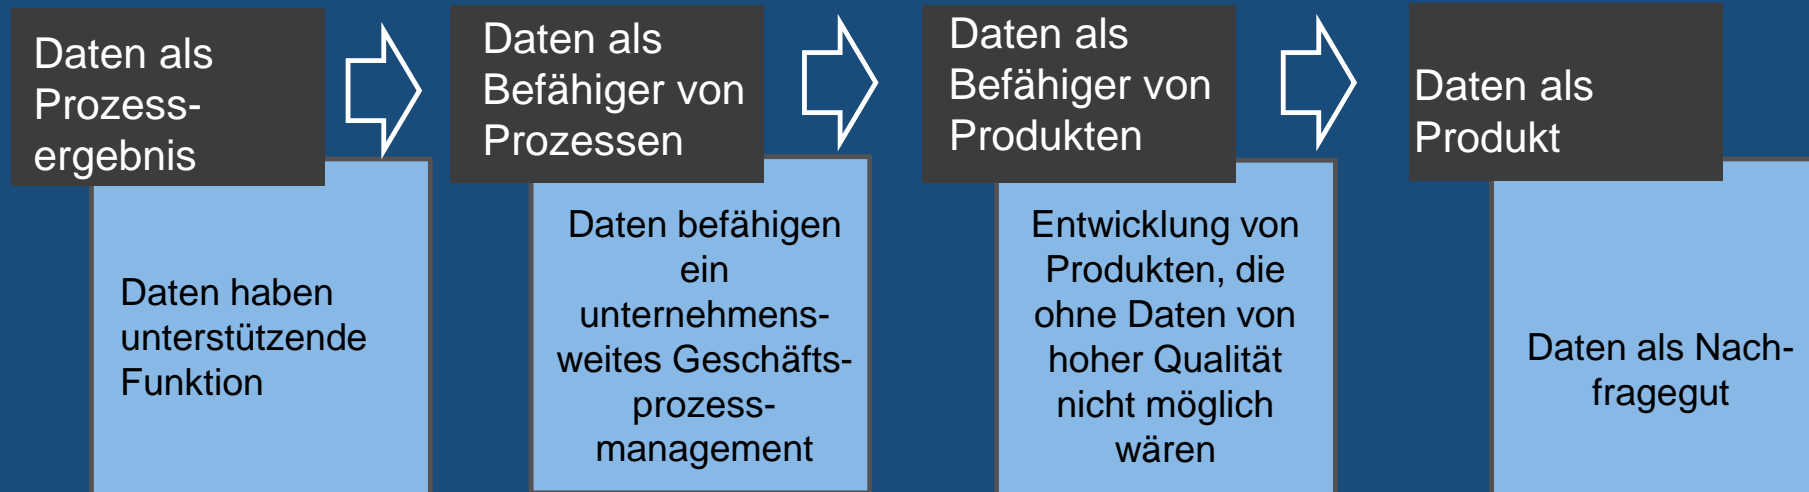 Daten als
Prozess-
ergebnis
Daten haben
unterstützende
Funktion
Daten als
Befähiger von
Prozessen
Daten befähigen
ein
unternehmens-
weites Geschäfts-
prozess-
management
Daten als
Befähiger von
Produkten
Entwicklung von
Produkten, die
ohne Daten von
hoher Qualität
nicht möglich
wären
Daten als
Produkt
Daten als Nach-
fragegut